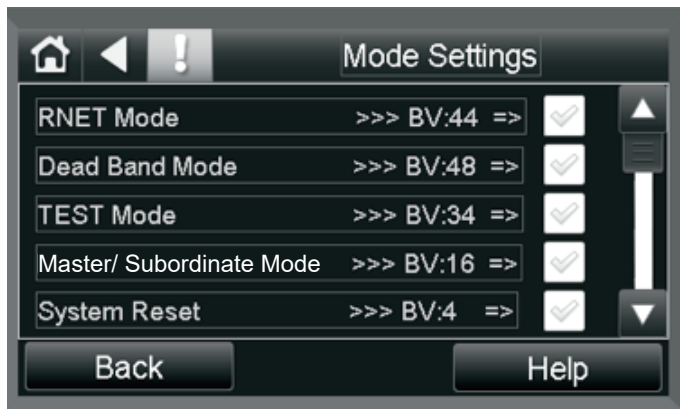 Mode Settings
RNET Mode >>> BV:44 =>
Dead Band Mode >>> BV:48 =>
TEST Mode >>> BV:34 =>
Master/ Subordinate Mode >>> BV:16 =>
System Reset >>> BV:4 =>
Back Help